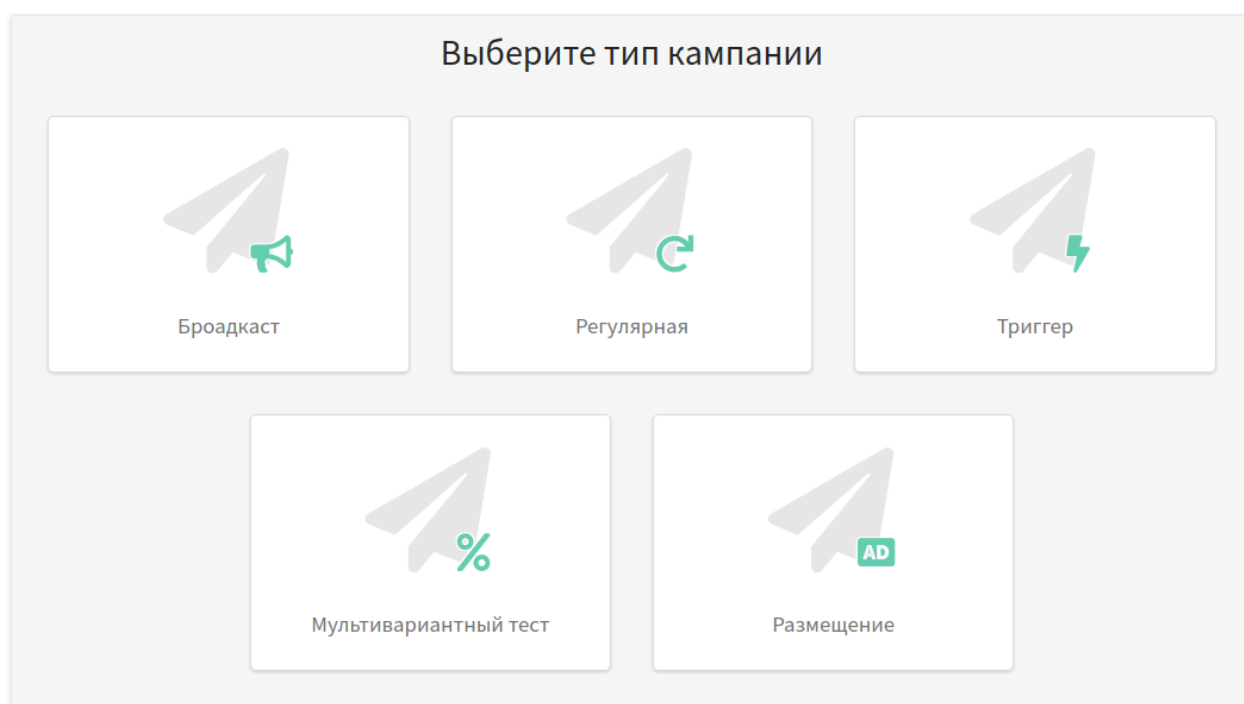 Выберите тип кампании
Броадкаст
Регулярная
Триггер
%
Мультивариантный тест
AD
Размещение